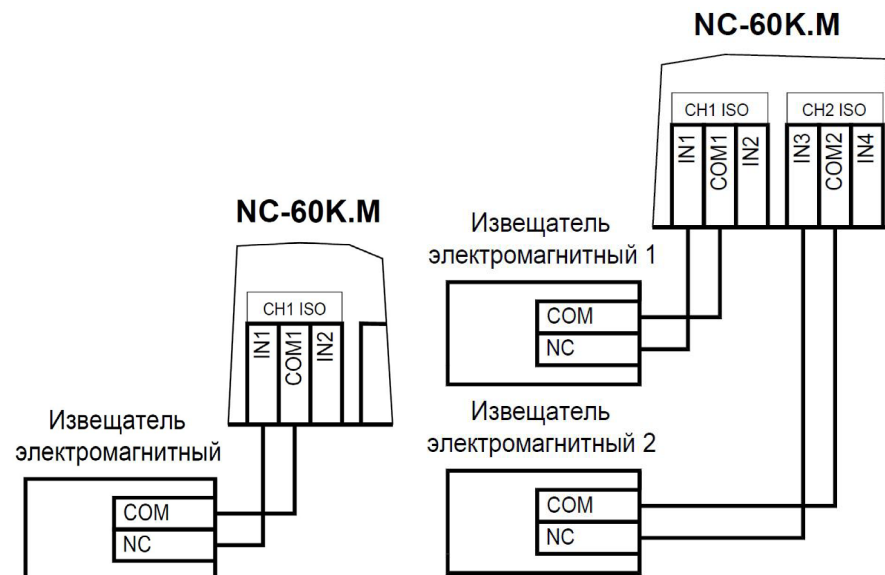 NC-60K.M
CH1 ISO
IN1
COM1
IN2
Извещатель
электромагнитный
COM
NC
NC-60K.M
CH1 ISO
CH2 ISO
IN1
COM1
IN2
IN3
COM2
IN4
Извещатель
электромагнитный 1
COM
NC
Извещатель
электромагнитный 2
COM
NC